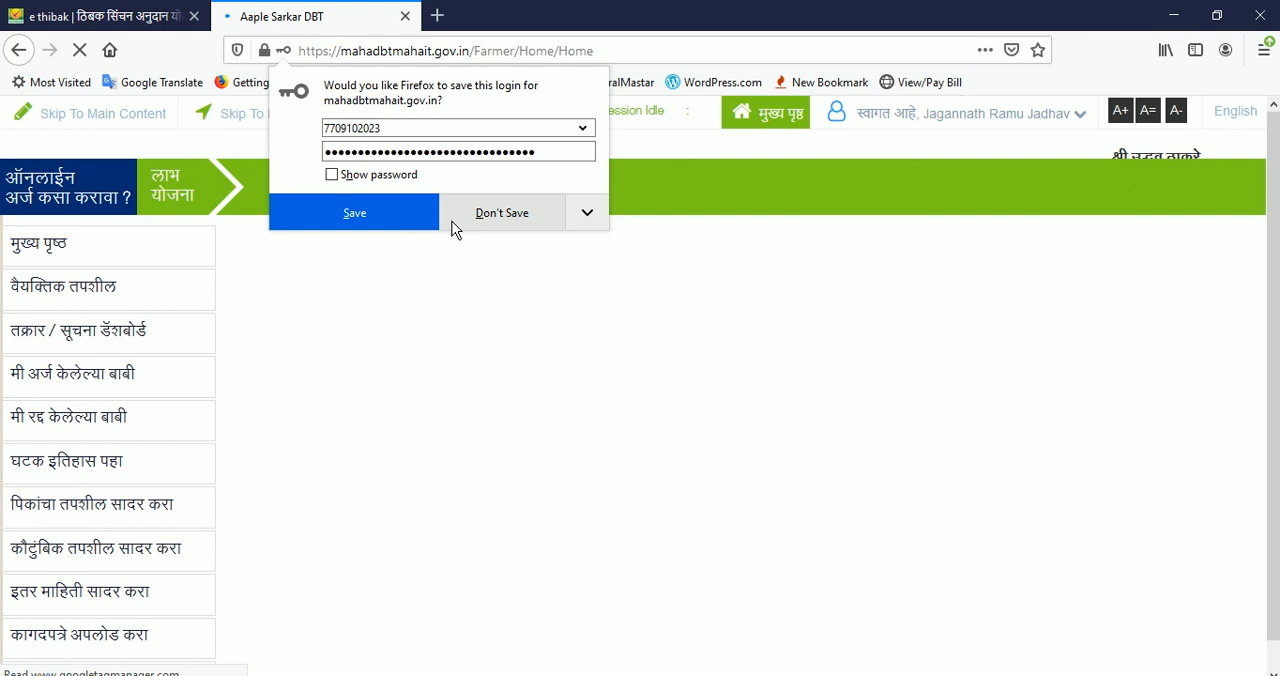 e thibak | ठिबक सिंचन अनुदान यो
Aaple Sarkar DBT
https://mahadbtmahait.gov.in/Farmer/Home/Home
Most Visited
Google Translate
Getting
ralMastar
WordPress.com
New Bookmark
View/Pay Bill
Would you like Firefox to save this login for
mahadbtmahait.gov.in?
7709102023
Show password
Save
Don't Save
Skip To Main Content
Skip To
ession Idle :
मुख्य पृष्ठ
स्वागत आहे, Jagannath Ramu Jadhav
A+ A= A-
English
श्री उद्धव ठाकरे
ऑनलाईन
अर्ज कसा करावा ?
लाभ
योजना
मुख्य पृष्ठ
वैयक्तिक तपशील
तक्रार / सूचना डॅशबोर्ड
मी अर्ज केलेल्या बाबी
मी रद्द केलेल्या बाबी
घटक इतिहास पहा
पिकांचा तपशील सादर करा
कौटुंबिक तपशील सादर करा
इतर माहिती सादर करा
कागदपत्रे अपलोड करा
Read www.googletagmanager.com